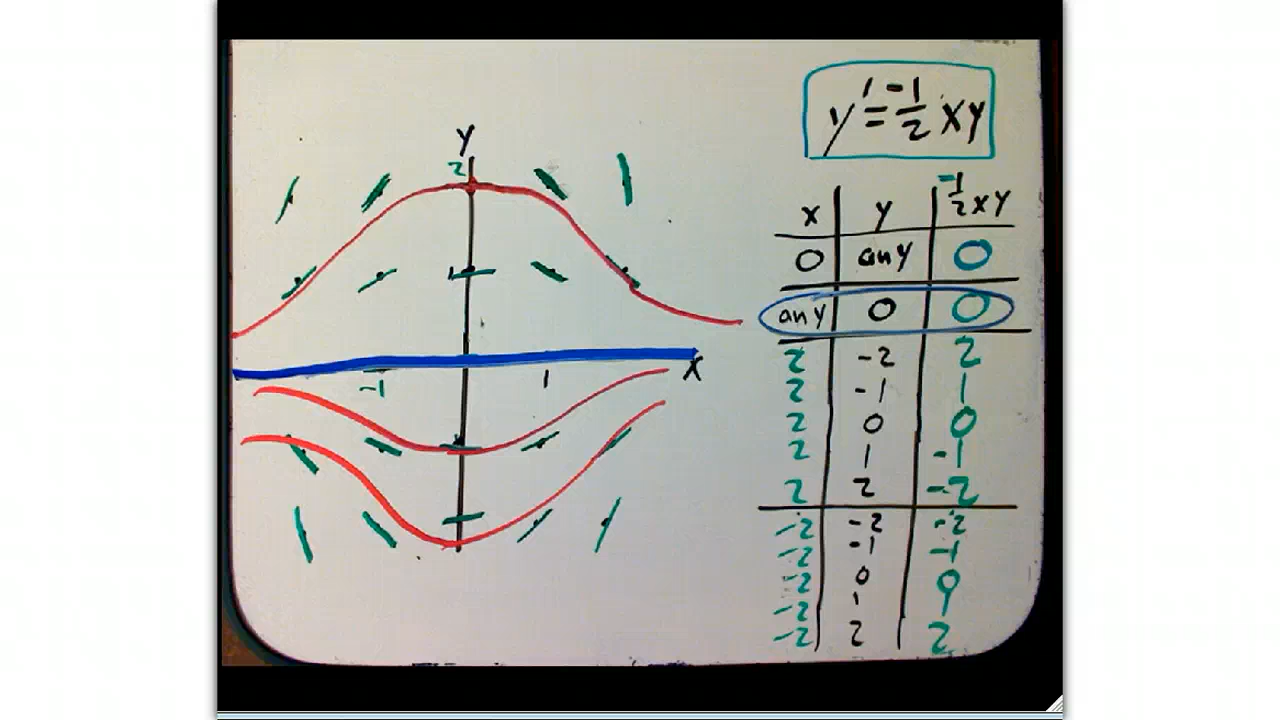 y' = -1/2 xy
Y
2
1
-1
1
X
x y -1/2 xy
0 any 0
any 0 0
2 -2 2
2 -1 1
2 0 0
2 1 -1
2 2 -2
-2 -2 -2
-2 -1 -1
-2 0 0
-2 1 1
-2 2 2